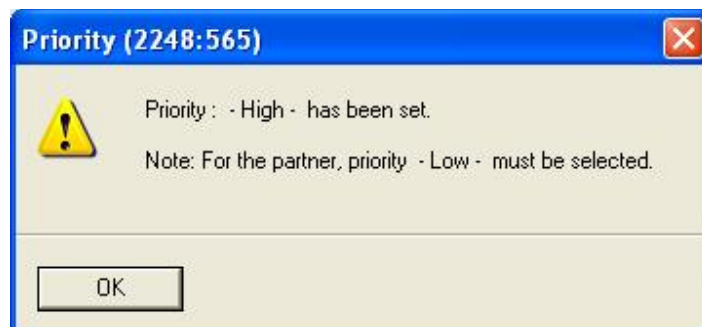 Priority (2248:565)
Priority : - High - has been set.
Note: For the partner, priority - Low - must be selected.
OK